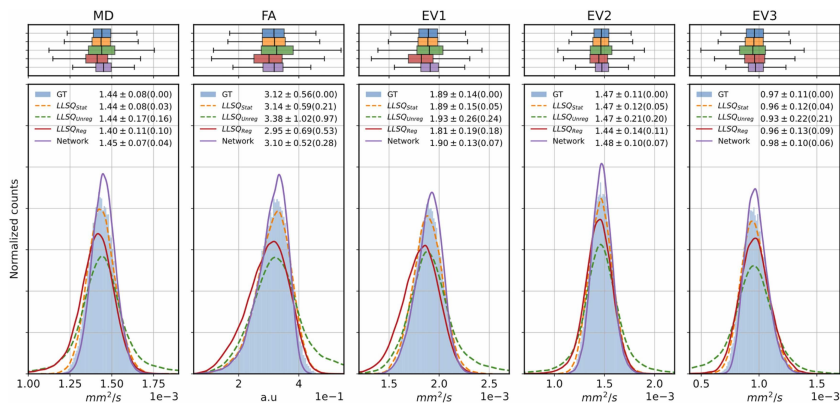 MD FA EV1 EV2 EV3
GT 1.44 ± 0.08(0.00)
LLSQStat 1.44 ± 0.08(0.03)
LLSQUnreg 1.44 ± 0.17(0.16)
LLSQReg 1.40 ± 0.11(0.10)
Network 1.45 ± 0.07(0.04)
GT 3.12 ± 0.56(0.00)
LLSQStat 3.14 ± 0.59(0.21)
LLSQUnreg 3.38 ± 1.02(0.97)
LLSQReg 2.95 ± 0.69(0.53)
Network 3.10 ± 0.52(0.28)
GT 1.89 ± 0.14(0.00)
LLSQStat 1.89 ± 0.15(0.05)
LLSQUnreg 1.93 ± 0.26(0.24)
LLSQReg 1.81 ± 0.19(0.18)
Network 1.90 ± 0.13(0.07)
GT 1.47 ± 0.11(0.00)
LLSQStat 1.47 ± 0.12(0.05)
LLSQUnreg 1.47 ± 0.21(0.20)
LLSQReg 1.44 ± 0.14(0.11)
Network 1.48 ± 0.10(0.07)
GT 0.97 ± 0.11(0.00)
LLSQStat 0.96 ± 0.12(0.04)
LLSQUnreg 0.93 ± 0.22(0.21)
LLSQReg 0.96 ± 0.13(0.09)
Network 0.98 ± 0.10(0.06)
Normalized counts
1.00 1.25 1.50 1.75
mm²/s 1e−3
2 4
a.u 1e−1
1.5 2.0 2.5
mm²/s 1e−3
1.0 1.5 2.0
mm²/s 1e−3
0.5 1.0 1.5
mm²/s 1e−3